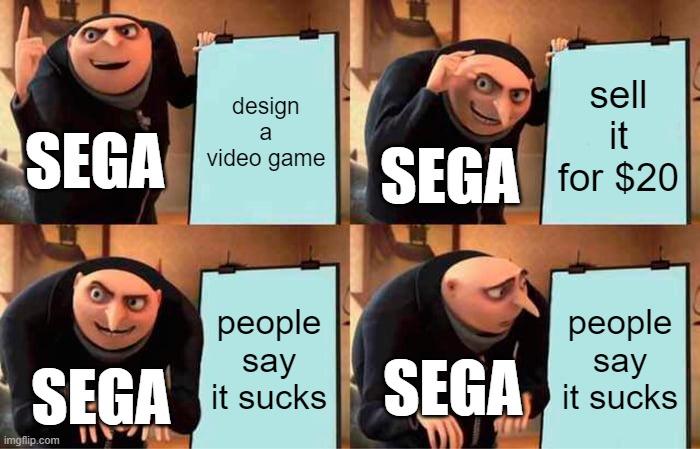 design
a
video game
SEGA
sell
it
for $20
SEGA
people
say
it sucks
SEGA
people
say
it sucks
SEGA
imgflip.com